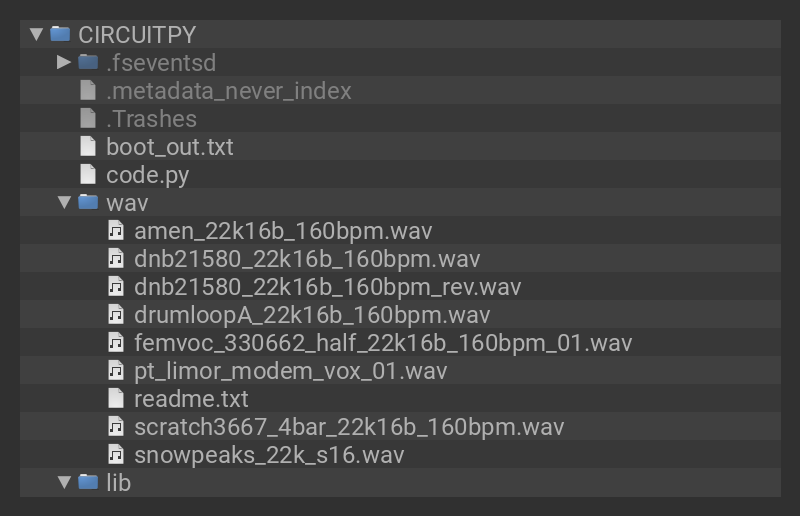 CIRCUITPY
.fseventsd
.metadata_never_index
.Trashes
boot_out.txt
code.py
wav
amen_22k16b_160bpm.wav
dnb21580_22k16b_160bpm.wav
dnb21580_22k16b_160bpm_rev.wav
drumloopA_22k16b_160bpm.wav
femvoc_330662_half_22k16b_160bpm_01.wav
pt_limor_modem_vox_01.wav
readme.txt
scratch3667_4bar_22k16b_160bpm.wav
snowpeaks_22k_s16.wav
lib